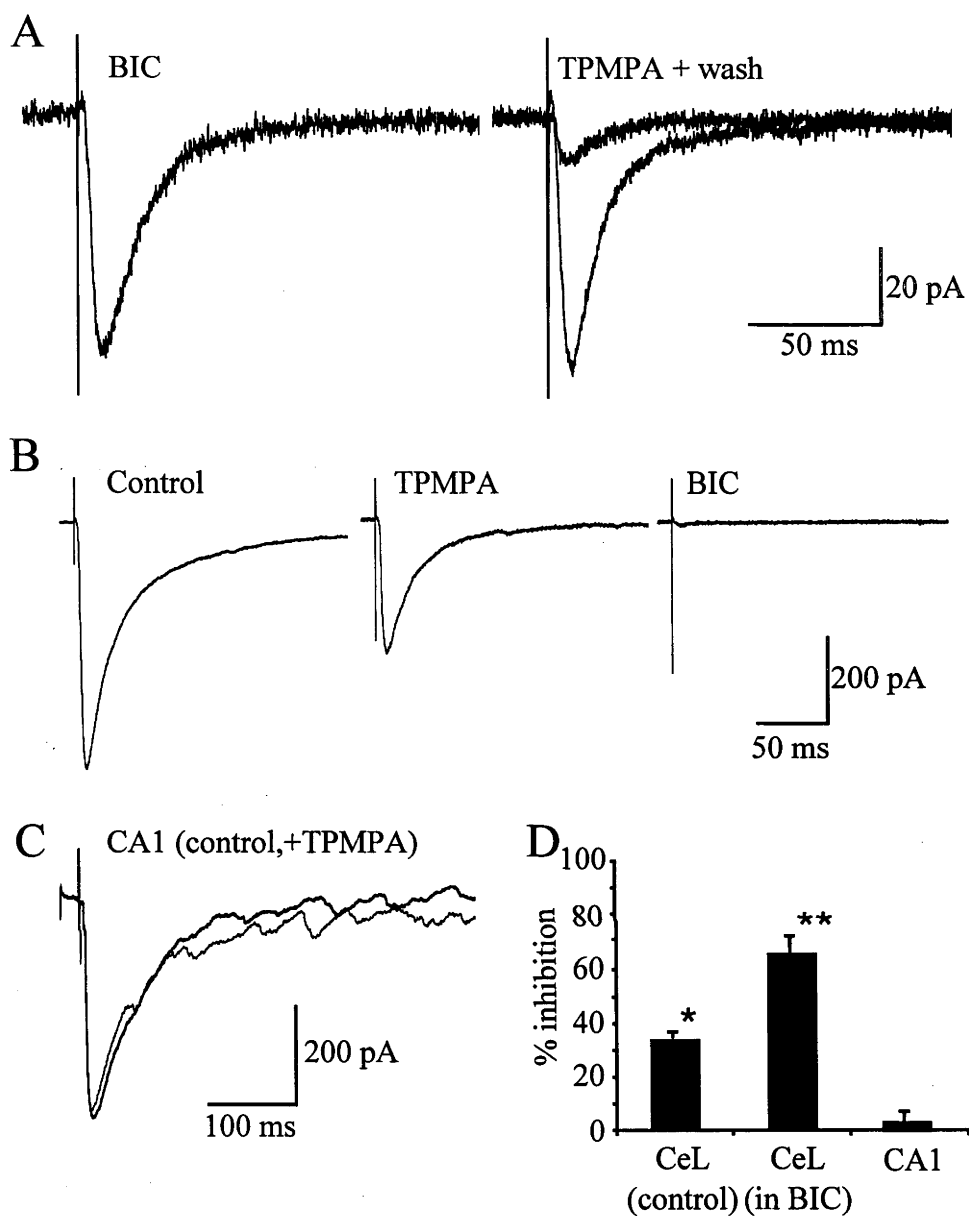 A
BIC
TPMPA + wash
20 pA
50 ms
B
Control
TPMPA
BIC
200 pA
50 ms
C
CA1 (control,+TPMPA)
200 pA
100 ms
D
% inhibition
100
80
60
40
20
0
*
**
CeL
(control)
CeL
(in BIC)
CA1